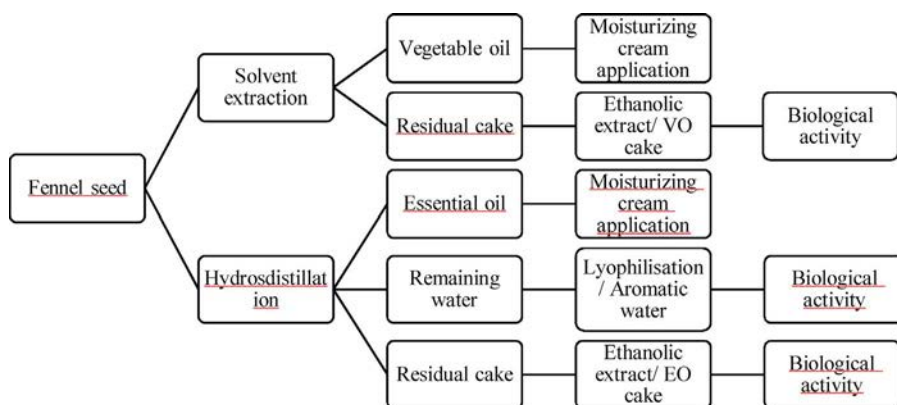 Vegetable oil
Moisturizing
cream
application
Solvent
extraction
Residual cake
Ethanolic
extract/ VO
cake
Biological
activity
Fennel seed
Essential oil
Moisturizing
cream
application
Hydrosdistillat
ion
Remaining
water
Lyophilisation
/ Aromatic
water
Biological
activity
Residual cake
Ethanolic
extract/ EO
cake
Biological
activity